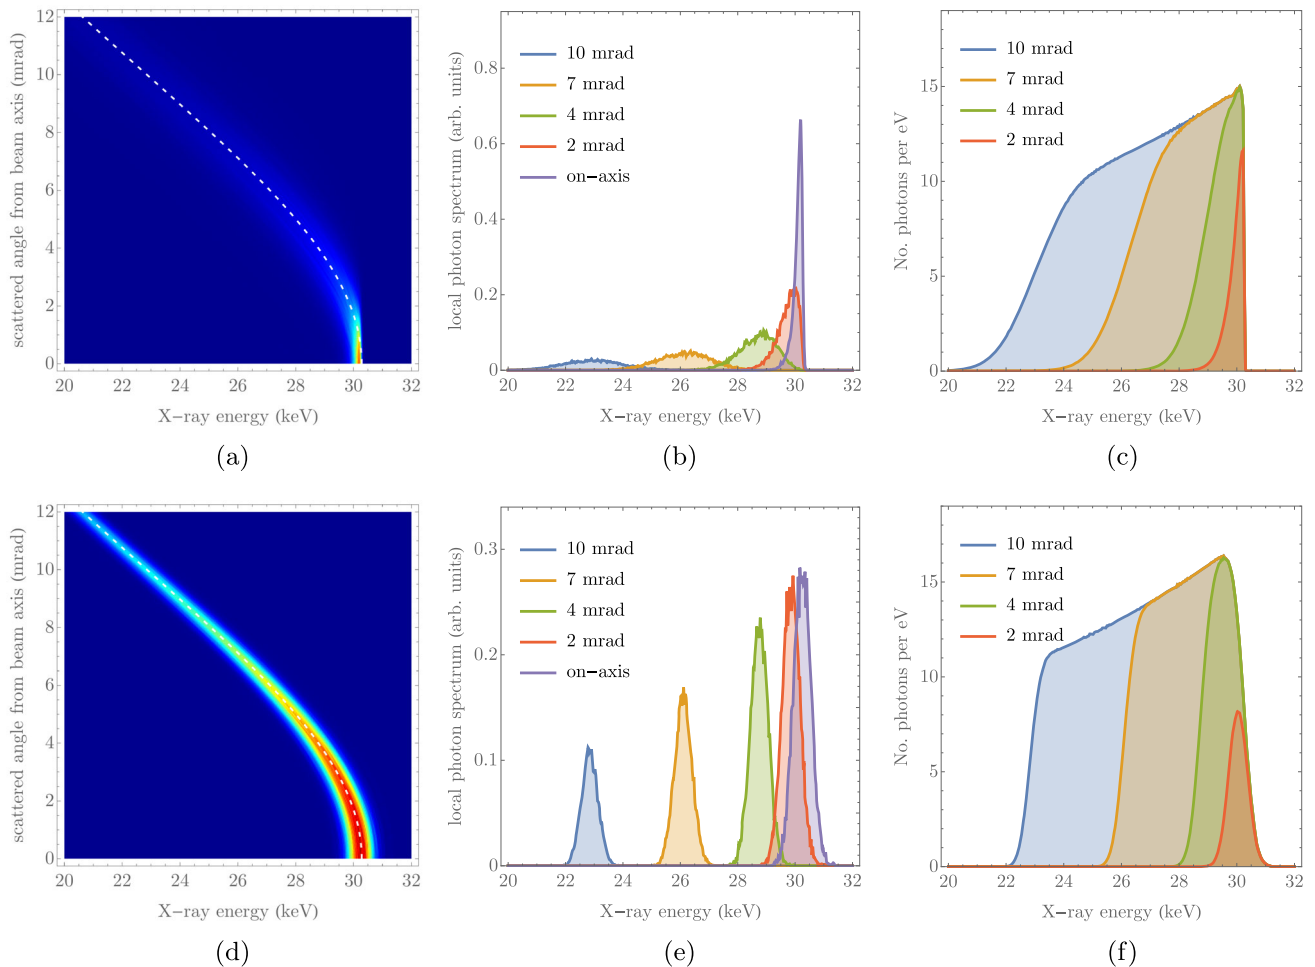 12
10
8
6
4
2
0
scattered angle from beam axis (mrad)
20 22 24 26 28 30 32
X−ray energy (keV)
(a)
0.8
0.6
0.4
0.2
0
local photon spectrum (arb. units)
10 mrad
7 mrad
4 mrad
2 mrad
on−axis
20 22 24 26 28 30 32
X−ray energy (keV)
(b)
15
10
5
0
No. photons per eV
10 mrad
7 mrad
4 mrad
2 mrad
20 22 24 26 28 30 32
X−ray energy (keV)
(c)
12
10
8
6
4
2
0
scattered angle from beam axis (mrad)
20 22 24 26 28 30 32
X−ray energy (keV)
(d)
0.3
0.2
0.1
0
local photon spectrum (arb. units)
10 mrad
7 mrad
4 mrad
2 mrad
on−axis
20 22 24 26 28 30 32
X−ray energy (keV)
(e)
15
10
5
0
No. photons per eV
10 mrad
7 mrad
4 mrad
2 mrad
20 22 24 26 28 30 32
X−ray energy (keV)
(f)